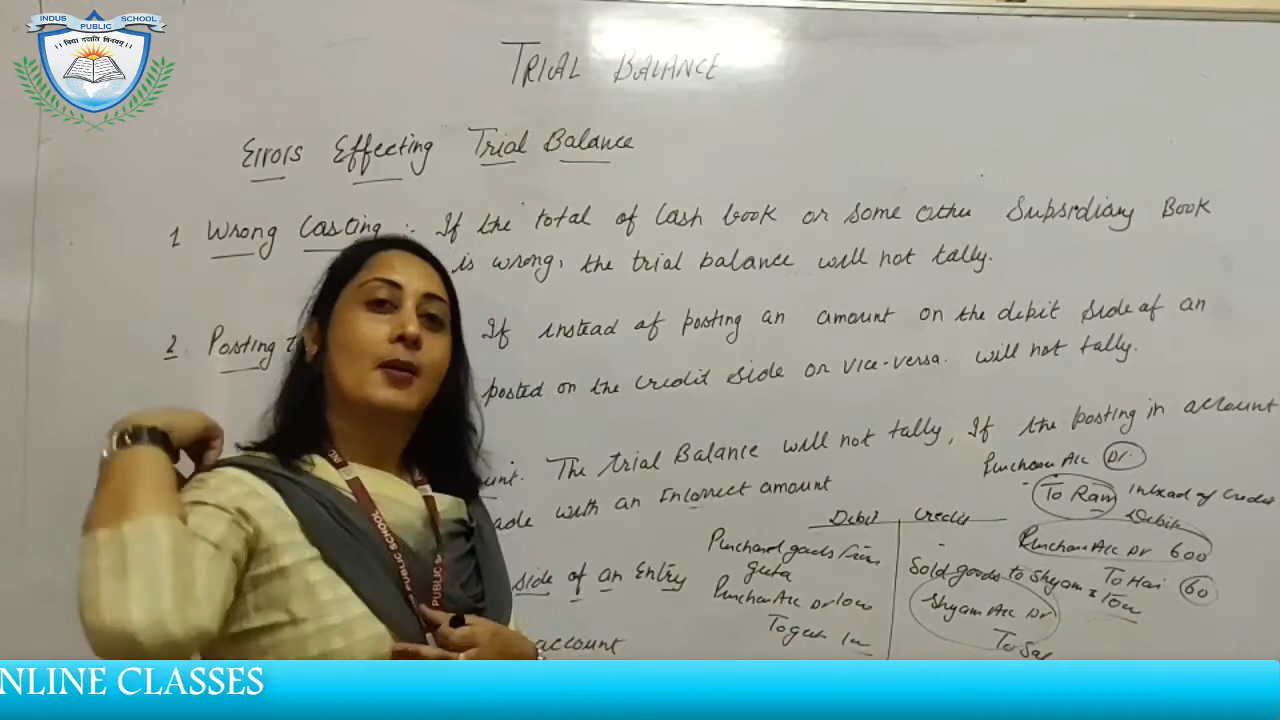 INDUS PUBLIC SCHOOL
।। विद्या ददाति विनयम् ।।
TRIAL BALANCE
Errors Effecting Trial Balance
1 Wrong Casting :- If the total of Cash book or some other Subsidiary Book
is wrong, the trial balance will not tally.
2. Posting
If instead of posting an amount on the debit side of an
posted on the credit side or vice-versa. will not tally.
The trial Balance will not tally, If the posting in account
with an Incorrect amount
Purchases Acc Dr.
To Ram instead of Credit
Debit
Debit Credit
Purchase Acc Dr 600
To Hari 60
Purchased goods from
Geeta
Purchase Acc Dr
Sold goods to Shyam
Shyam Acc Dr
side of an Entry
account
PUBLIC SCHOOL
NLINE CLASSES